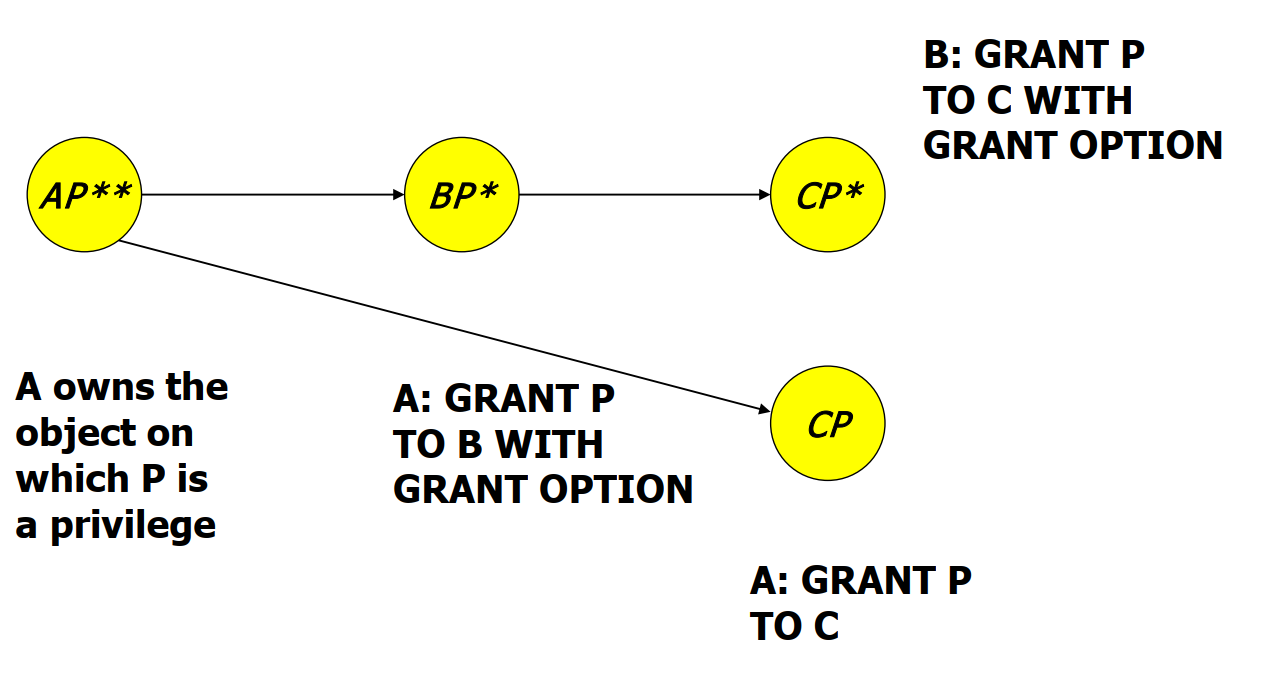 B: GRANT P
TO C WITH
GRANT OPTION
AP**
BP*
CP*
A owns the
object on
which P is
a privilege
A: GRANT P
TO B WITH
GRANT OPTION
CP
A: GRANT P
TO C